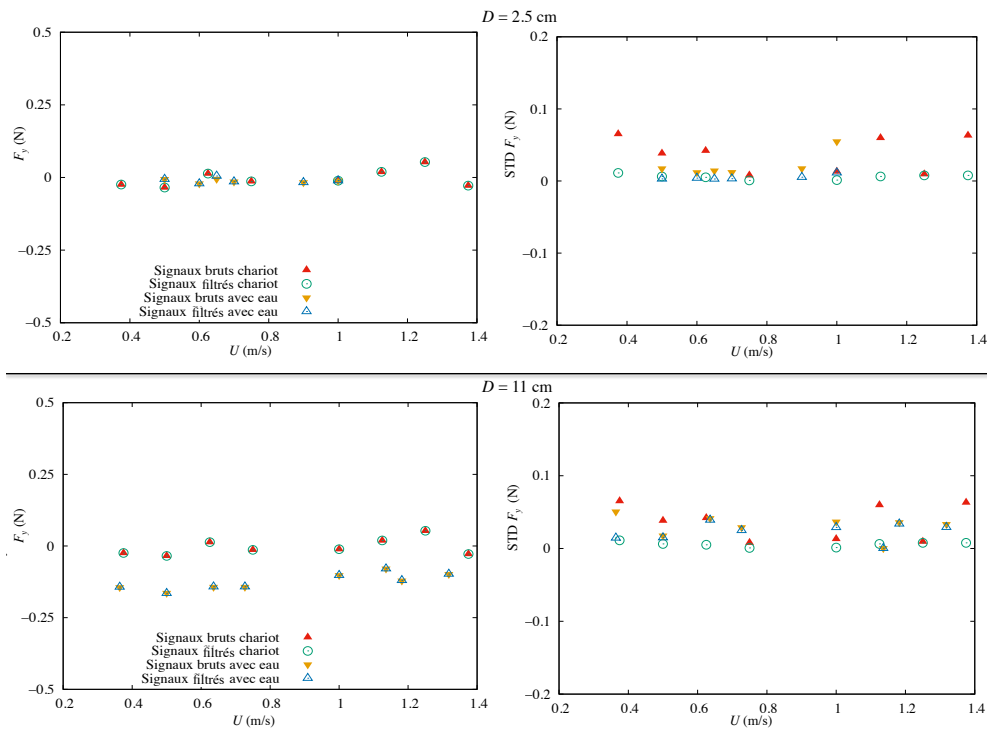 D = 2.5 cm
0.5
0.25
0
–0.25
–0.5
F_y (N)
Signaux bruts chariot
Signaux filtrés chariot
Signaux bruts avec eau
Signaux filtrés avec eau
0.2 0.4 0.6 0.8 1 1.2 1.4
U (m/s)
0.2
0.1
0
–0.1
–0.2
STD F_y (N)
0.2 0.4 0.6 0.8 1 1.2 1.4
U (m/s)
D = 11 cm
0.5
0.25
0
–0.25
–0.5
F_y (N)
Signaux bruts chariot
Signaux filtrés chariot
Signaux bruts avec eau
Signaux filtrés avec eau
0.2 0.4 0.6 0.8 1 1.2 1.4
U (m/s)
0.2
0.1
0
–0.1
–0.2
STD F_y (N)
0.2 0.4 0.6 0.8 1 1.2 1.4
U (m/s)